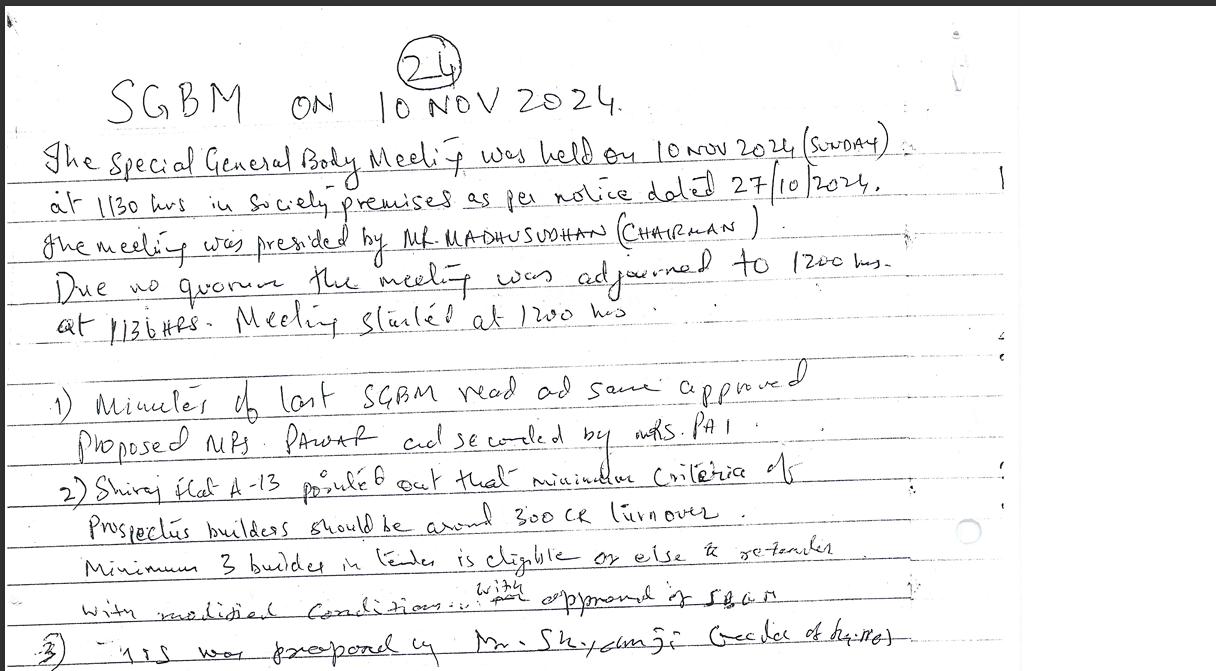 24
SGBM ON 10 NOV 2024.
The Special General Body Meeting was held on 10 NOV 2024 (SUNDAY)
at 1130 hrs in Society premises as per notice dated 27/10/2024.
The meeting was presided by MR. MADHUSUDHAN (CHAIRMAN)
Due no quorum the meeting was adjourned to 1200 hrs.
at 1136 HRS. Meeting started at 1200 hrs.
1) Minutes of last SGBM read ad same approved
Proposed MRS. PAWAR ad seconded by MRS. PAI.
2) Shiraj flat A-13 pointed out that minimum Criteria of
Prospectus builders should be around 300 CR turnover.
Minimum 3 builder in tender is eligible or else to retender
With modified Conditions.. with approval of SGBM
3) was proposed by Mr.